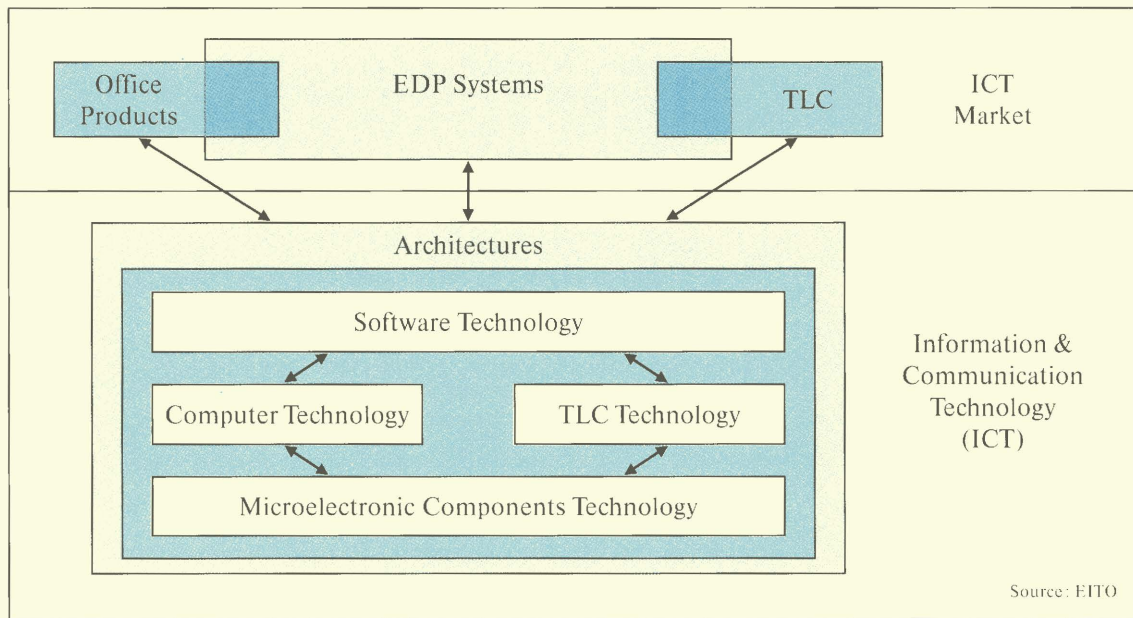 Office
Products
EDP Systems
TLC
ICT
Market
Architectures
Software Technology
Computer Technology
TLC Technology
Microelectronic Components Technology
Information &
Communication
Technology
(ICT)
Source: EITO